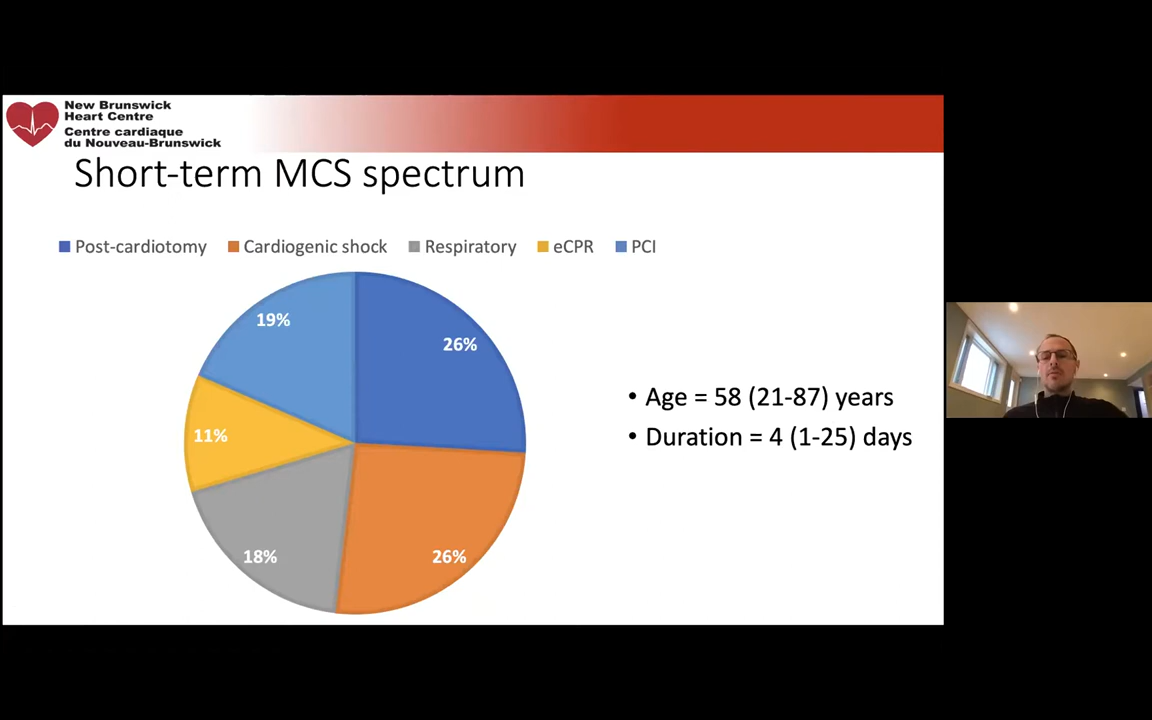 New Brunswick
Heart Centre
Centre cardiaque
du Nouveau-Brunswick
Short-term MCS spectrum
Post-cardiotomy Cardiogenic shock Respiratory eCPR PCI
19%
26%
11%
18%
26%
• Age = 58 (21-87) years
• Duration = 4 (1-25) days